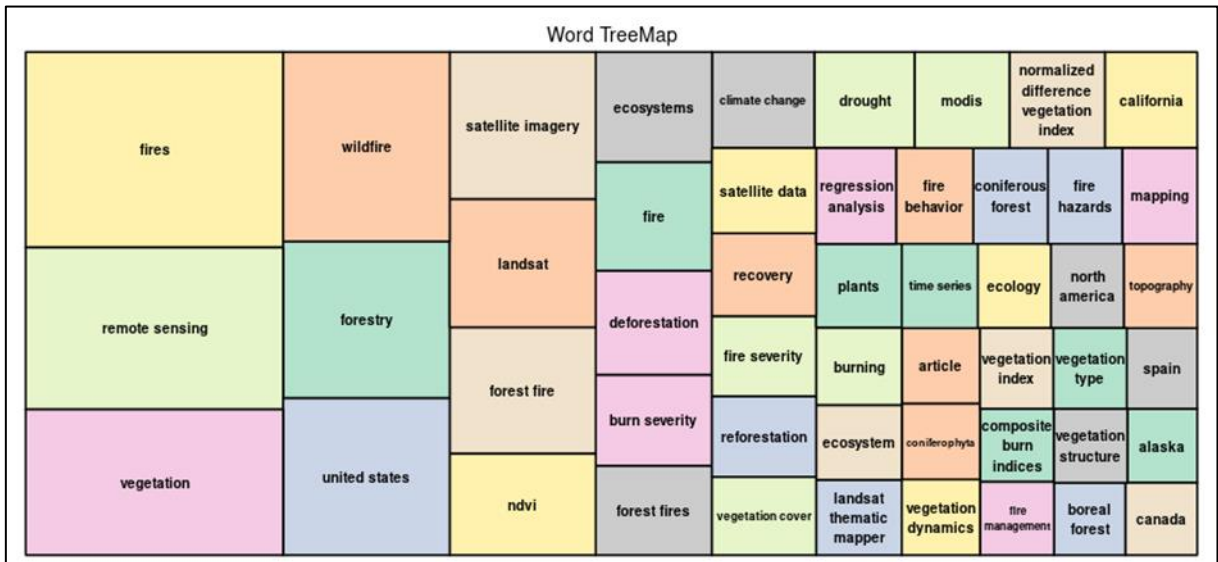 Word TreeMap
fires
remote sensing
vegetation
wildfire
forestry
united states
satellite imagery
landsat
forest fire
ndvi
ecosystems
fire
deforestation
burn severity
forest fires
climate change
satellite data
recovery
fire severity
reforestation
vegetation cover
drought
modis
normalized
difference
vegetation
index
california
regression
analysis
fire
behavior
coniferous
forest
fire
hazards
mapping
plants
time series
ecology
north
america
topography
burning
article
vegetation
index
vegetation
type
spain
ecosystem
coniferophyta
composite
burn
indices
vegetation
structure
alaska
landsat
thematic
mapper
vegetation
dynamics
fire
management
boreal
forest
canada